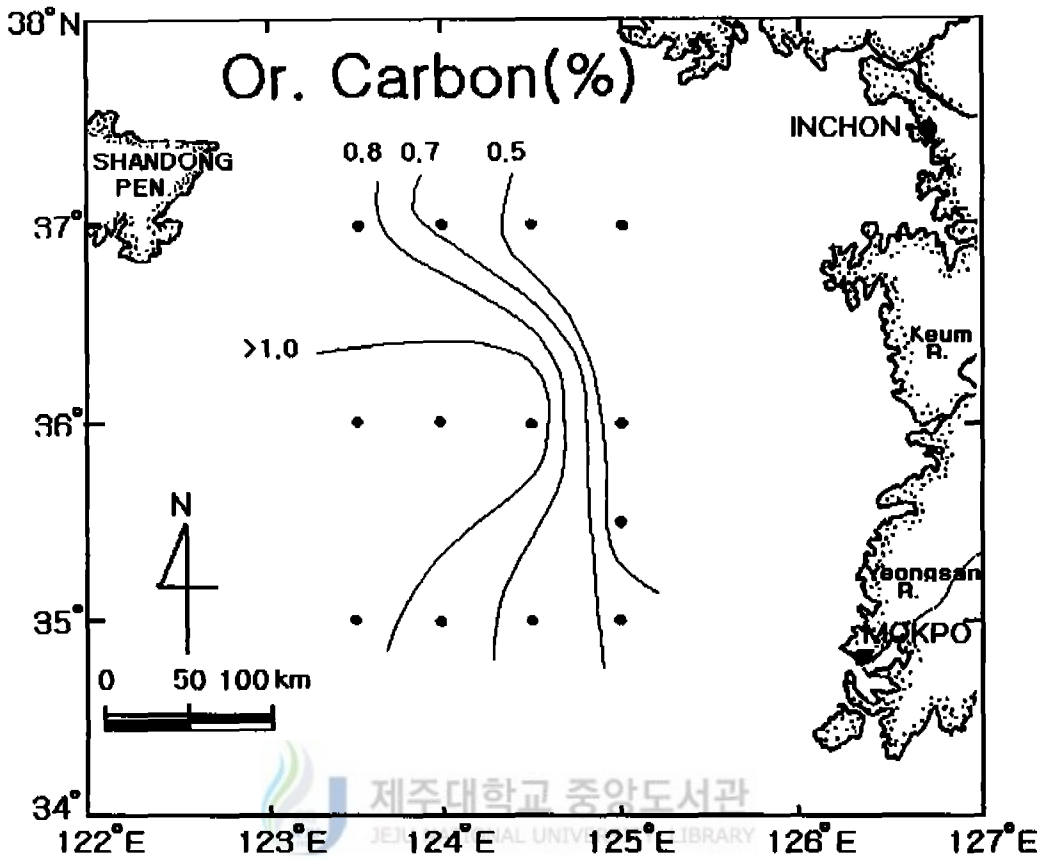 38°N
Or. Carbon(%)
INCHON
0.8 0.7 0.5
SHANDONG
PEN.
37°
Keum
R.
>1.0
36°
N
Yeongsan
R.
35°
MOKPO
0 50 100 km
제주대학교 중앙도서관
JEJU NATIONAL UNIVERSITY LIBRARY
34°
122°E 123°E 124°E 125°E 126°E 127°E